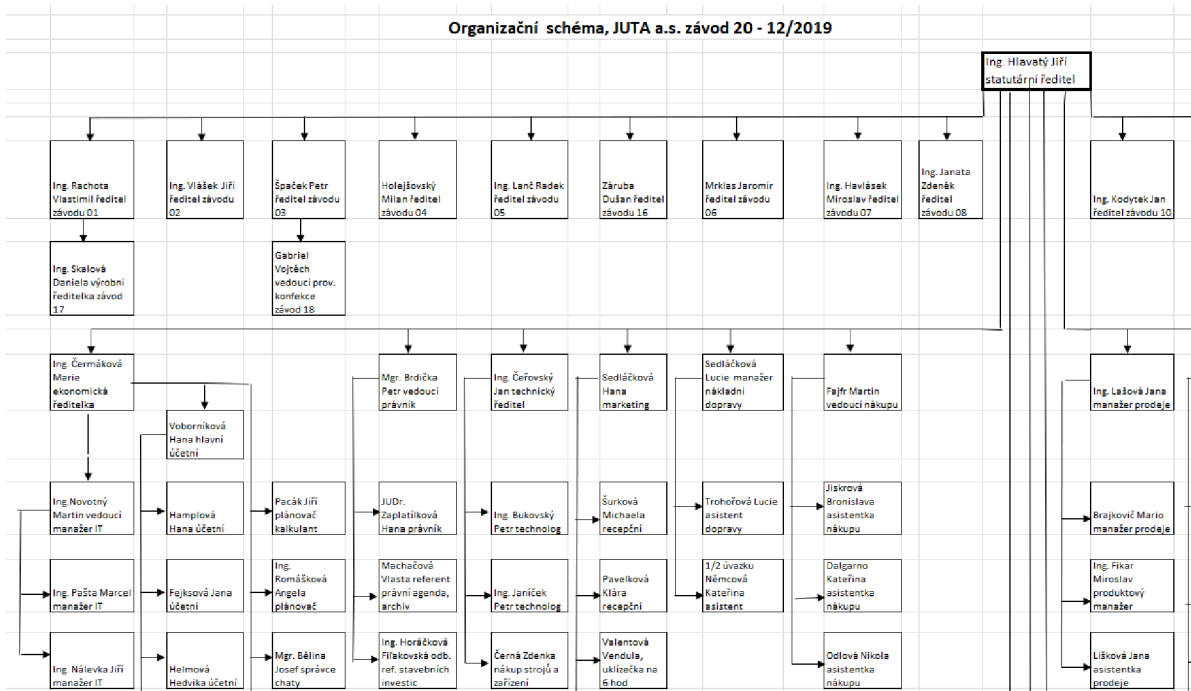 Organizační schéma, JUTA a.s. závod 20 - 12/2019
Ing. Hlavatý Jiří
statutární ředitel
Ing. Rachota
Vlastimil ředitel
závodu 01
Ing. Vlášek Jiří
ředitel závodu
02
Špaček Petr
ředitel závodu
03
Holejšovský
Milan ředitel
závodu 04
Ing. Lanč Radek
ředitel závodu
05
Záruba
Dušan ředitel
závodu 16
Mrklas Jaromír
ředitel závodu
06
Ing. Havlásek
Miroslav ředitel
závodu 07
Ing. Janata
Zdeněk
ředitel
závodu 08
Ing. Kodytek Jan
ředitel závodu 10
Ing. Skalová
Daniela výrobní
ředitelka závod
17
Gabriel
Vojtěch
vedoucí prov.
konfekce
závod 18
Ing. Čermáková
Marie
ekonomická
ředitelka
Voborníková
Hana hlavní
účetní
Mgr. Brdička
Petr vedoucí
právník
Ing. Čeřovský
Jan technický
ředitel
Sedláčková
Hana
marketing
Sedláčková
Lucie manažer
nákladní
dopravy
Fajfr Martin
vedoucí nákupu
Ing. Lašová Jana
manažer prodeje
Ing.Novotný
Martin vedoucí
manažer IT
Hamplová
Hana účetní
Pacák Jiří
plánovač
kalkulant
JUDr.
Zaplatílková
Hana právník
Ing. Bukovský
Petr technolog
Šurková
Michaela
recepční
Trohořová Lucie
asistent
dopravy
Jiskrová
Bronislava
asistentka
nákupu
Brajkovič Mario
manažer prodeje
Ing. Pašta Marcel
manažer IT
Fejksová Jana
účetní
Ing.
Romášková
Angela
plánovač
Machačová
Vlasta referent
právní agenda,
archiv
Ing. Janíček
Petr technolog
Pavelková
Klára
recepční
1/2 úvazku
Němcová
Kateřina
asistent
Dalgarno
Kateřina
asistentka
nákupu
Ing. Fikar
Miroslav
produktový
manažer
Ing. Nálevka Jiří
manažer IT
Helmová
Hedvika účetní
Mgr. Bělina
Josef správce
chaty
Ing. Horáčková
Fiľakovská odb.
ref. stavebních
investic
Černá Zdenka
nákup strojů a
zařízení
Valentová
Vendula,
uklízečka na
6 hod
Odlová Nikola
asistentka
nákupu
Lišková Jana
asistentka
prodeje